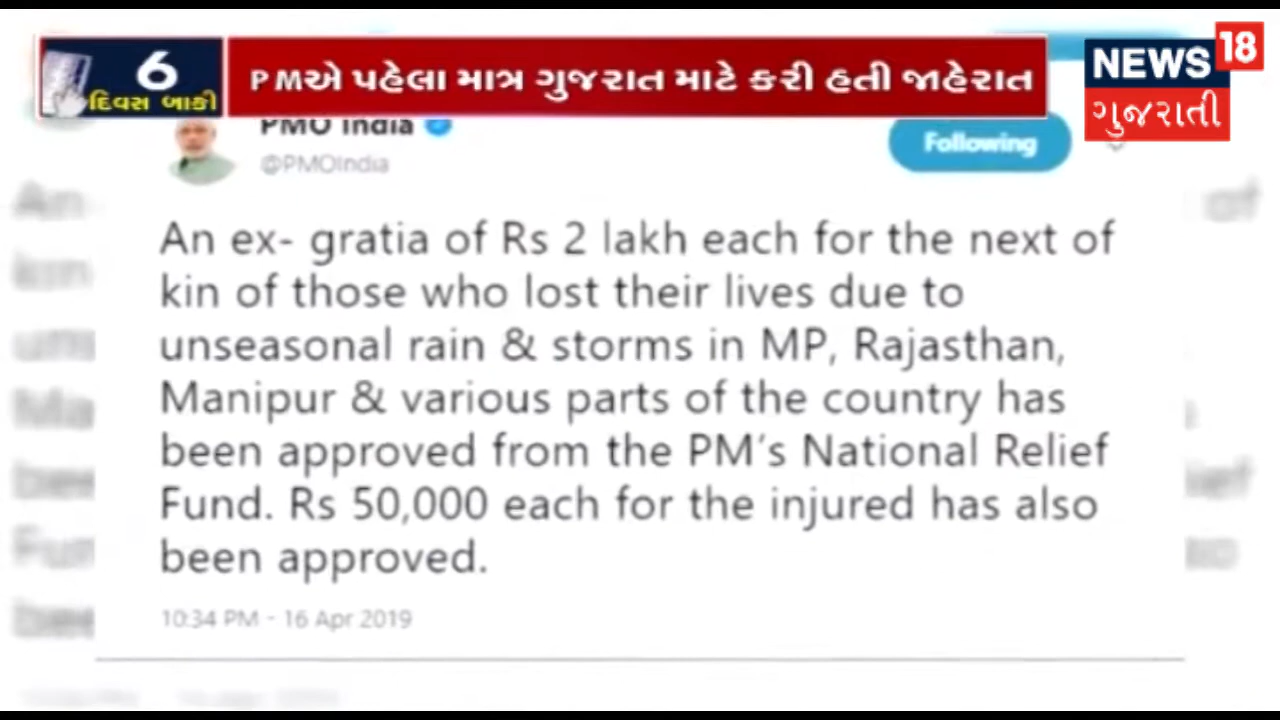 6
દિવસ બાકી
PMએ પહેલા માત્ર ગુજરાત માટે કરી હતી જાહેરાત
NEWS 18
ગુજરાતી
PMO India
@PMOIndia
Following
An ex- gratia of Rs 2 lakh each for the next of
kin of those who lost their lives due to
unseasonal rain & storms in MP, Rajasthan,
Manipur & various parts of the country has
been approved from the PM's National Relief
Fund. Rs 50,000 each for the injured has also
been approved.
10:34 PM - 16 Apr 2019